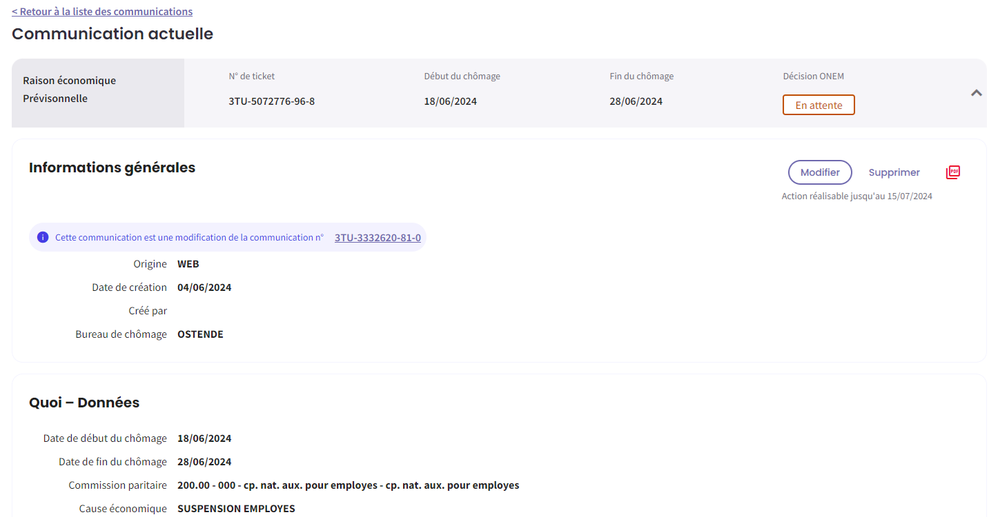 < Retour à la liste des communications
Communication actuelle
Raison économique
Prévisonnelle
N° de ticket
3TU-5072776-96-8
Début du chômage
18/06/2024
Fin du chômage
28/06/2024
Décision ONEM
En attente
Informations générales
Modifier
Supprimer
PDF
Action réalisable jusqu'au 15/07/2024
i Cette communication est une modification de la communication n° 3TU-3332620-81-0
Origine WEB
Date de création 04/06/2024
Créé par
Bureau de chômage OSTENDE
Quoi – Données
Date de début du chômage 18/06/2024
Date de fin du chômage 28/06/2024
Commission paritaire 200.00 - 000 - cp. nat. aux. pour employes - cp. nat. aux. pour employes
Cause économique SUSPENSION EMPLOYES